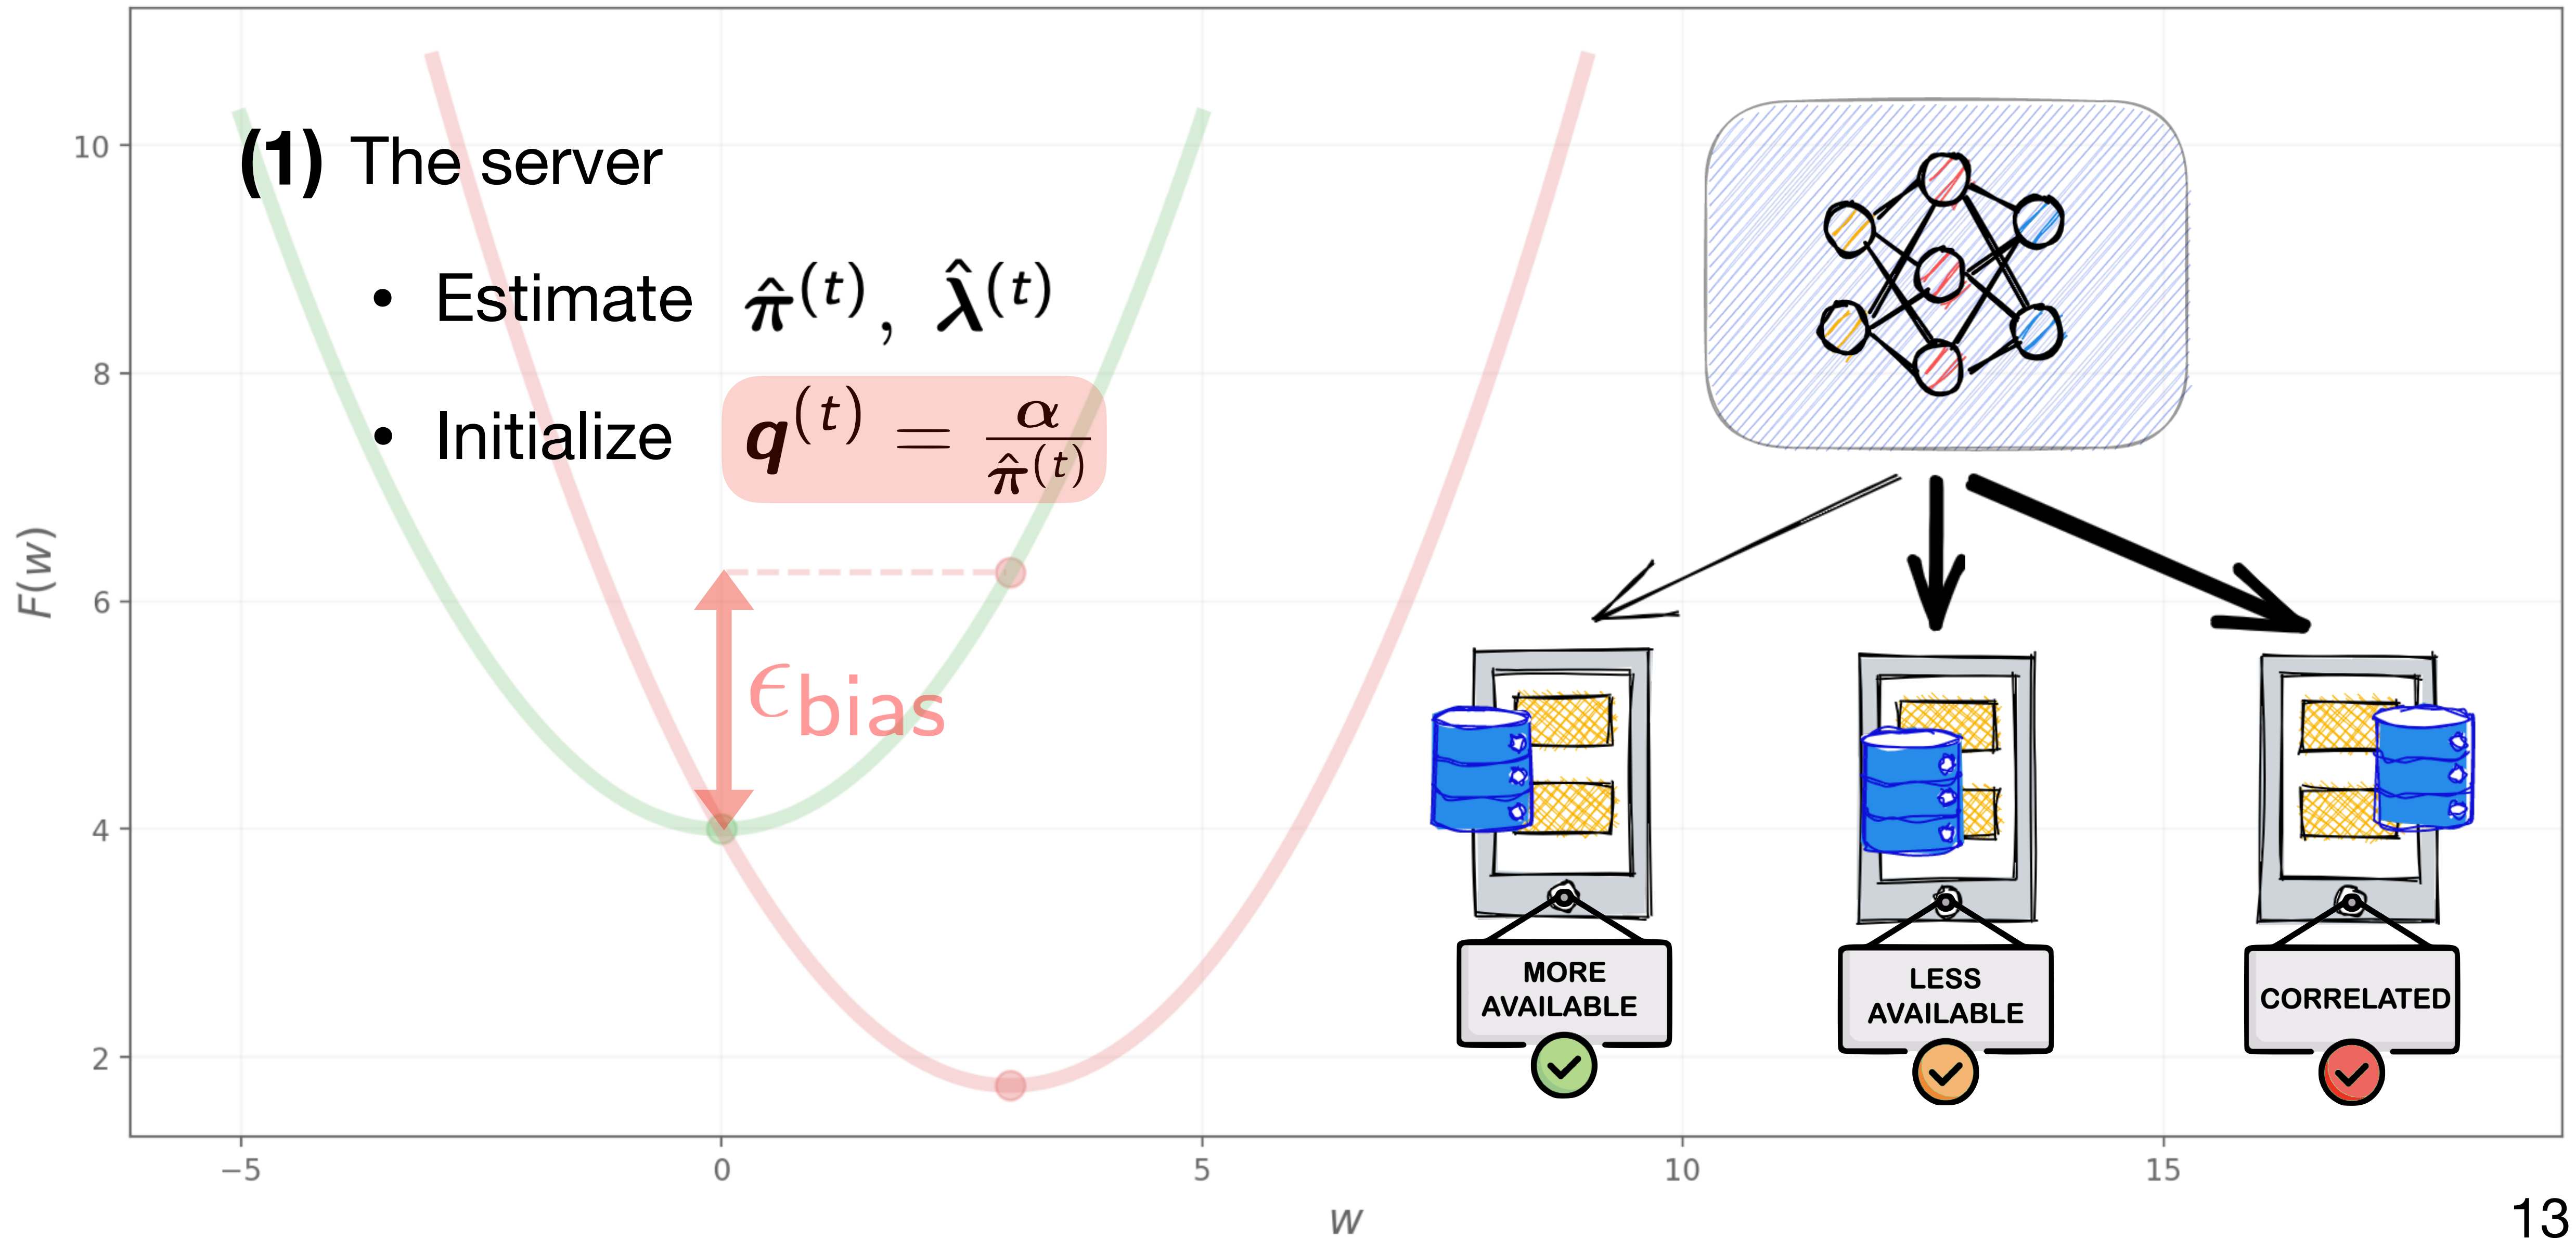 (1) The server
• Estimate π̂^(t), λ̂^(t)
• Initialize q^(t) = α / π̂^(t)
ϵbias
F(w)
10
8
6
4
2
−5
0
5
10
15
w
MORE
AVAILABLE
LESS
AVAILABLE
CORRELATED
13